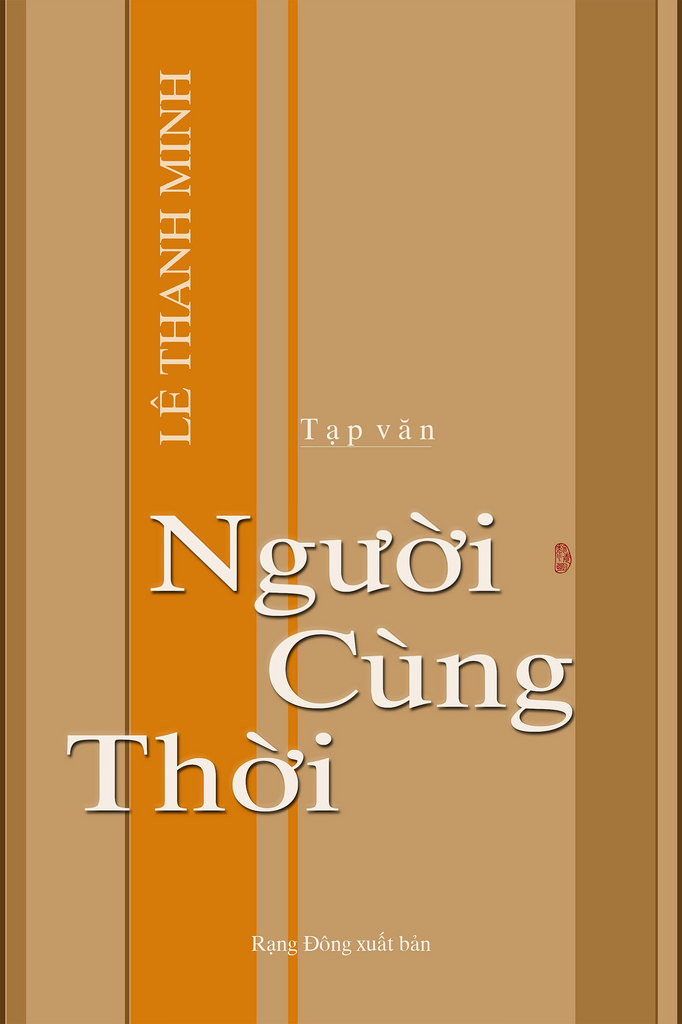 LÊ THANH MINH
Tạp văn
Người
Cùng
Thời
Rạng Đông xuất bản